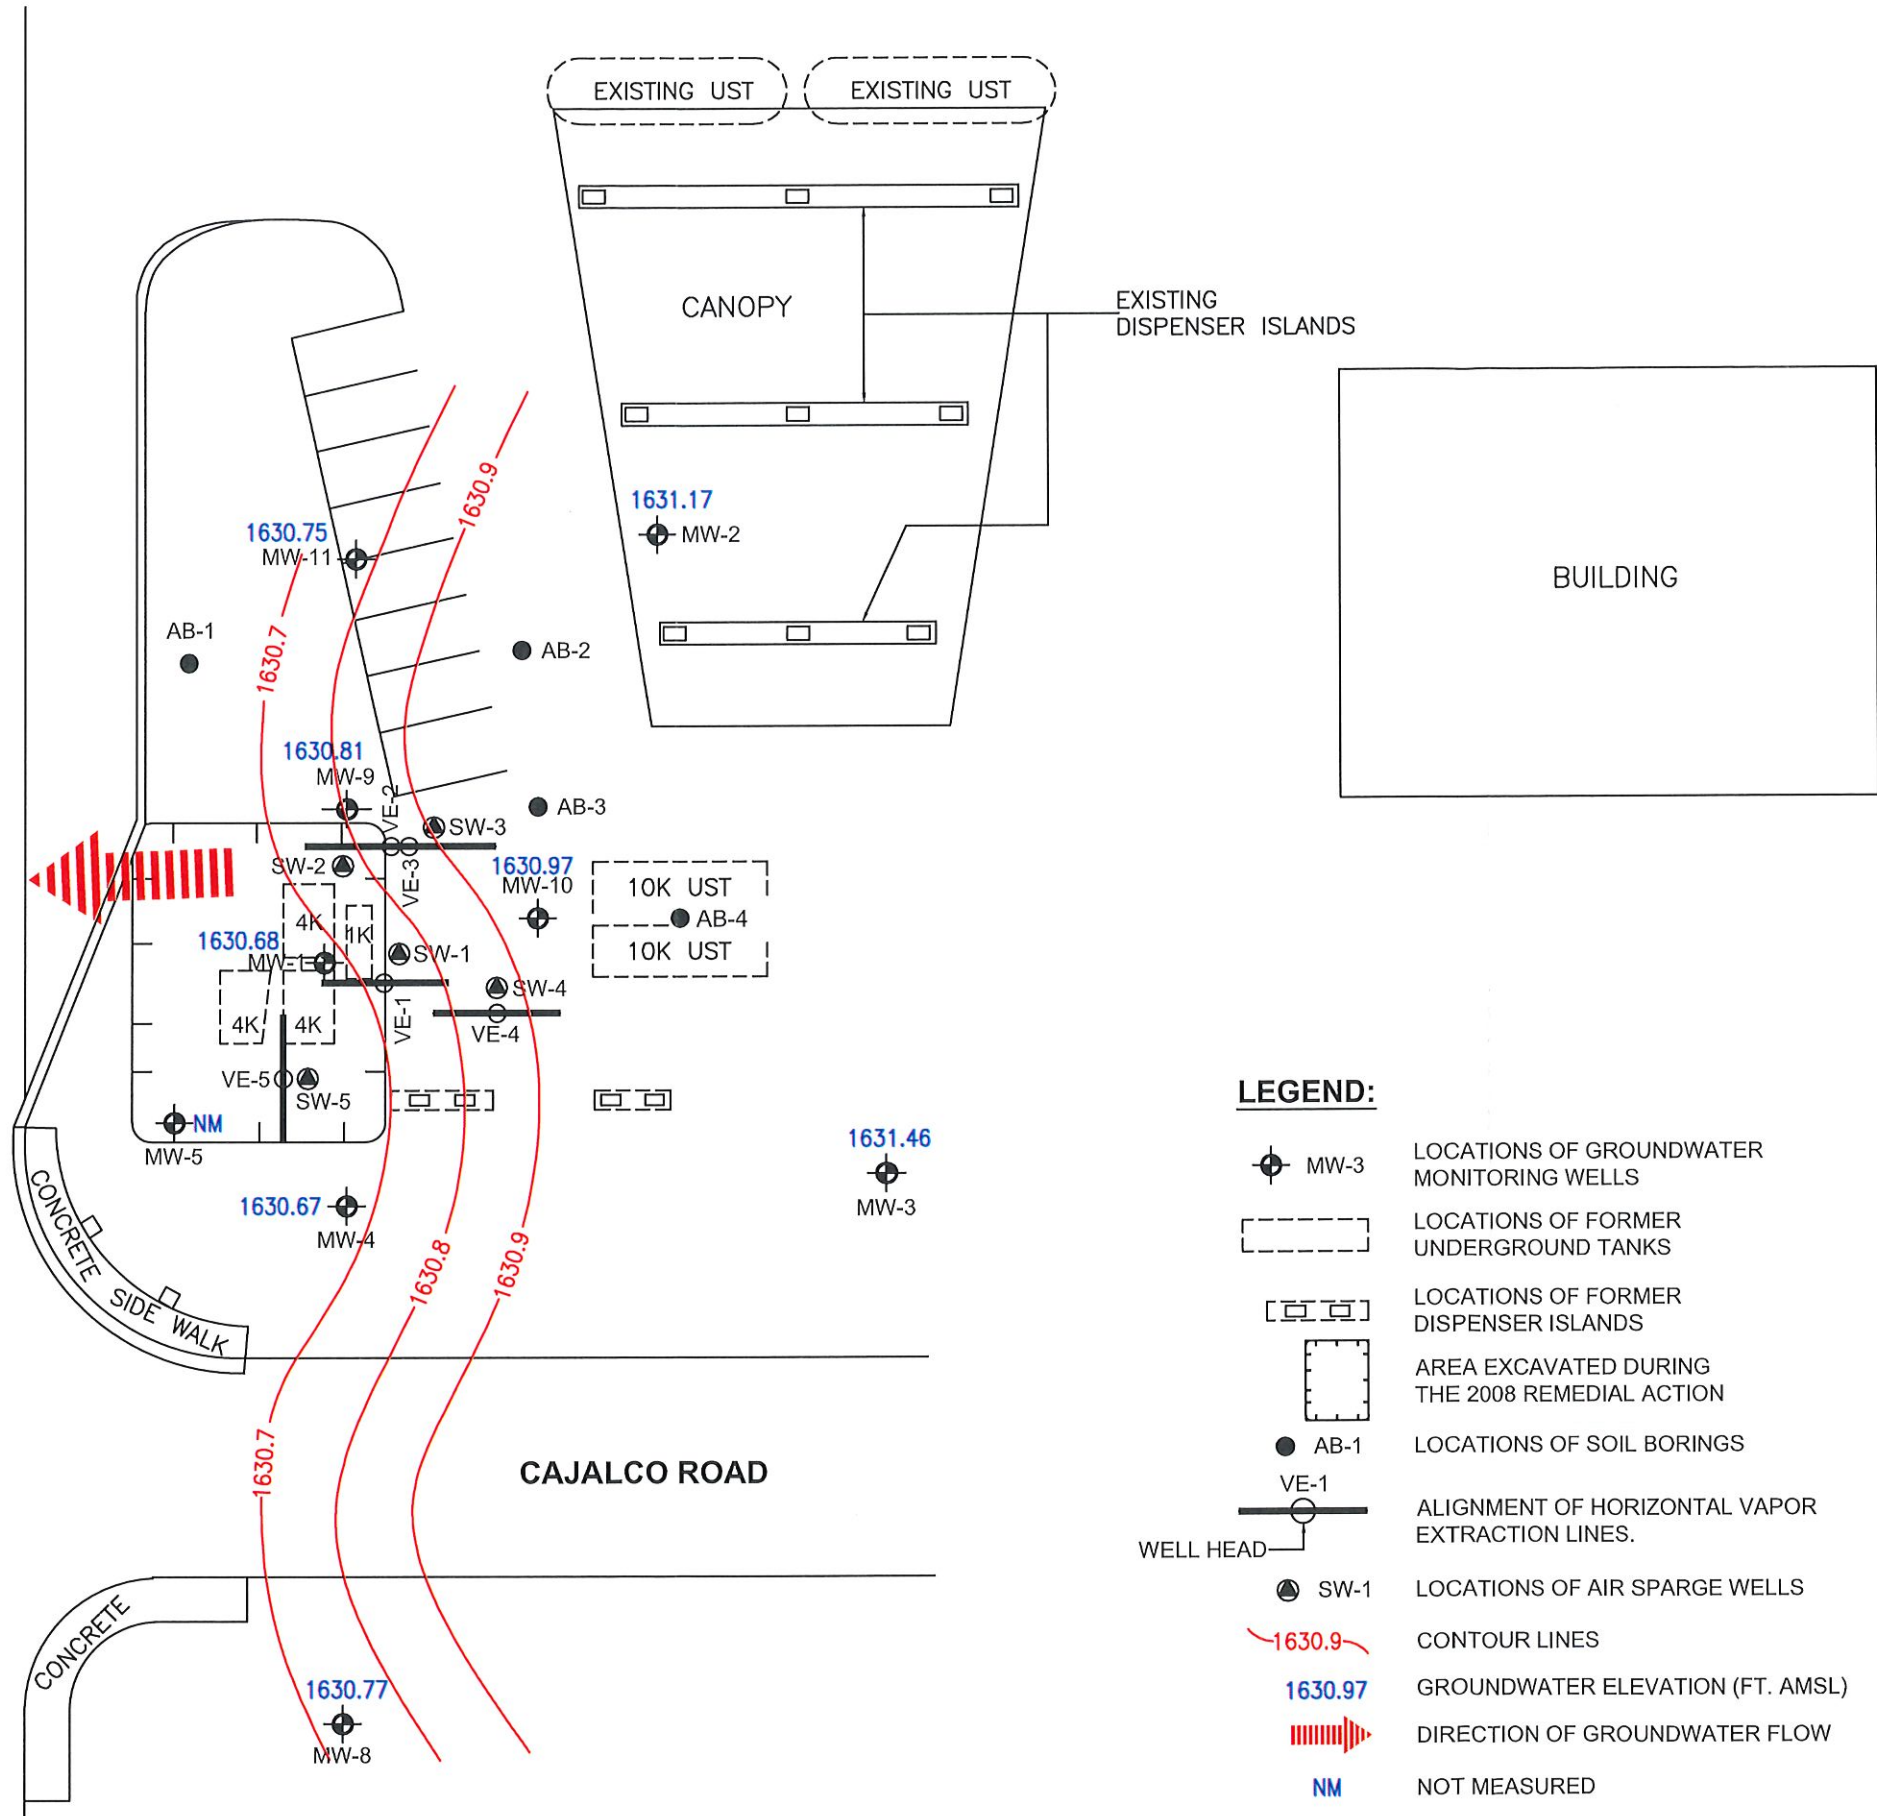 EXISTING UST
EXISTING UST
CANOPY
EXISTING
DISPENSER ISLANDS
BUILDING
1630.9
1631.17
MW-2
1630.75
MW-11
AB-1
1630.7
AB-2
1630.81
MW-9
VE-2
AB-3
SW-3
SW-2
VE-3
1630.97
MW-10
10K UST
AB-4
10K UST
4K
1K
1630.68
MW-1
SW-1
SW-4
4K
4K
VE-1
VE-4
VE-5
SW-5
NM
MW-5
1631.46
MW-3
1630.67
MW-4
1630.8
1630.9
CONCRETE SIDE WALK
1630.7
CAJALCO ROAD
CONCRETE
1630.77
MW-8
LEGEND:
MW-3
LOCATIONS OF GROUNDWATER
MONITORING WELLS
LOCATIONS OF FORMER
UNDERGROUND TANKS
LOCATIONS OF FORMER
DISPENSER ISLANDS
AREA EXCAVATED DURING
THE 2008 REMEDIAL ACTION
AB-1
LOCATIONS OF SOIL BORINGS
VE-1
ALIGNMENT OF HORIZONTAL VAPOR
EXTRACTION LINES.
WELL HEAD
SW-1
LOCATIONS OF AIR SPARGE WELLS
1630.9
CONTOUR LINES
1630.97
GROUNDWATER ELEVATION (FT. AMSL)
DIRECTION OF GROUNDWATER FLOW
NM
NOT MEASURED